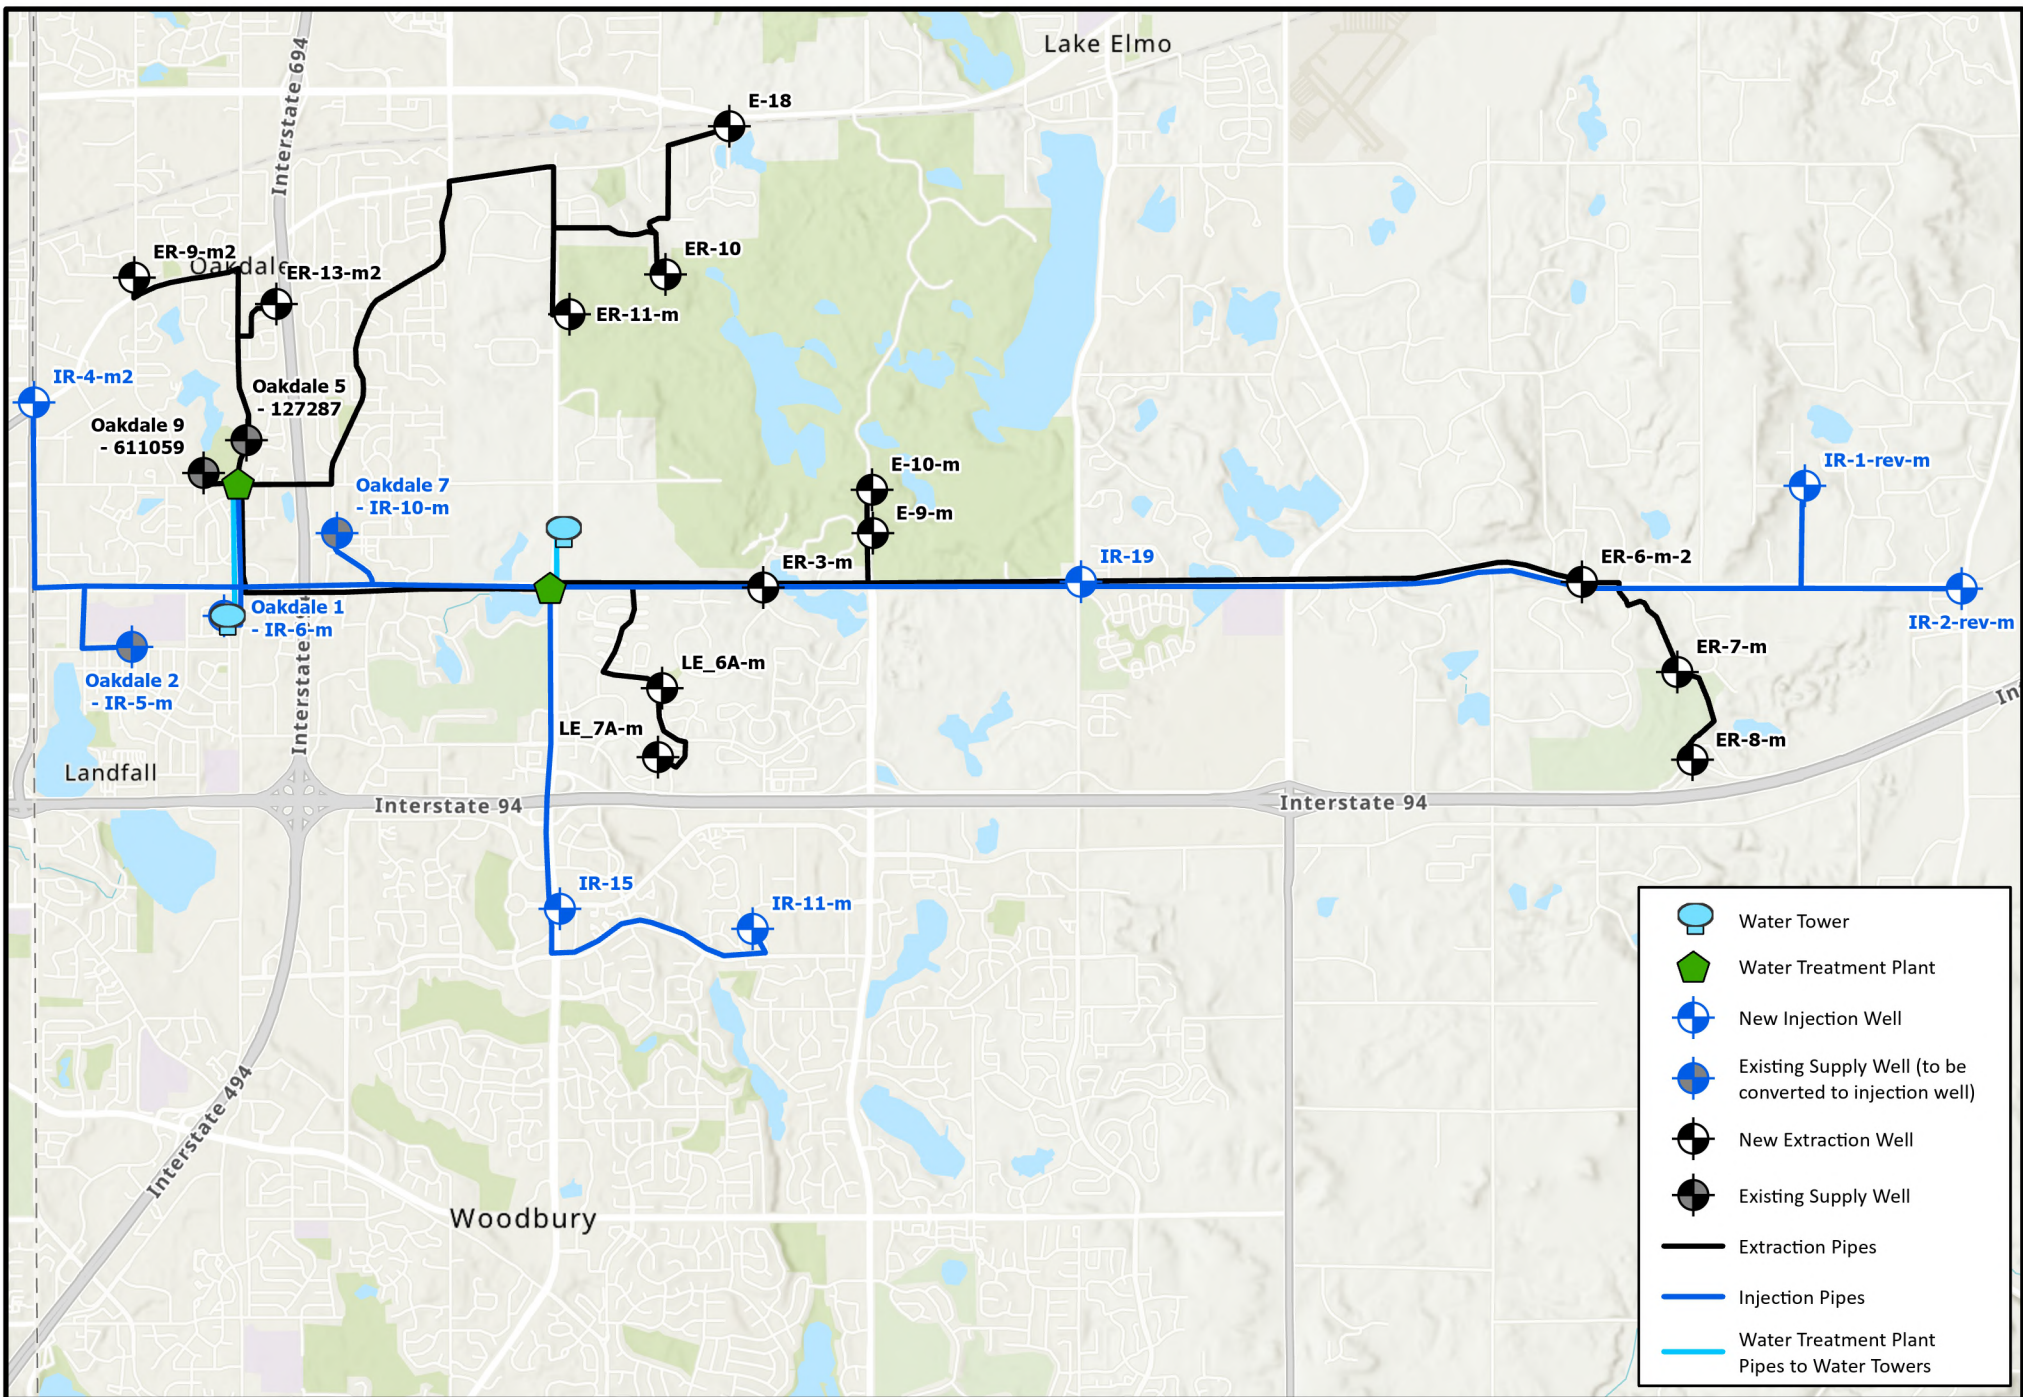 Lake Elmo
Interstate 694
E-18
ER-9-m2
Oakdale
ER-13-m2
ER-10
ER-11-m
IR-4-m2
Oakdale 5
- 127287
Oakdale 9
- 611059
Oakdale 7
- IR-10-m
E-10-m
E-9-m
IR-1-rev-m
ER-3-m
IR-19
ER-6-m-2
Oakdale 1
- IR-6-m
IR-2-rev-m
Interstate
Oakdale 2
- IR-5-m
LE_6A-m
ER-7-m
LE_7A-m
ER-8-m
Landfall
Interstate 94
Interstate 94
IR-15
IR-11-m
Interstate 494
Woodbury
Water Tower
Water Treatment Plant
New Injection Well
Existing Supply Well (to be
converted to injection well)
New Extraction Well
Existing Supply Well
Extraction Pipes
Injection Pipes
Water Treatment Plant
Pipes to Water Towers